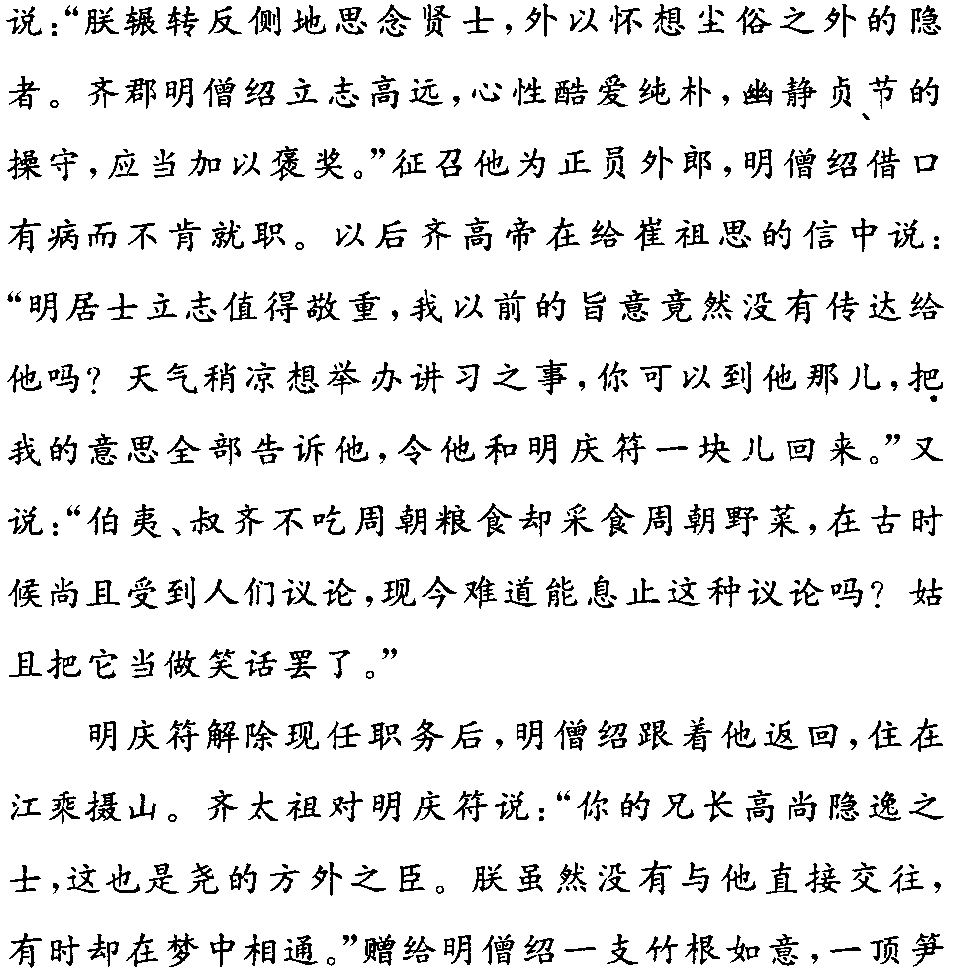 说:“朕辗转反侧地思念贤士,外以怀想尘俗之外的隐
者。齐郡明僧绍立志高远,心性酷爱纯朴,幽静贞节的
操守,应当加以褒奖。”征召他为正员外郎,明僧绍借口
有病而不肯就职。以后齐高帝在给崔祖思的信中说:
“明居士立志值得敬重,我以前的旨意竟然没有传达给
他吗? 天气稍凉想举办讲习之事,你可以到他那儿,把
我的意思全部告诉他,令他和明庆符一块儿回来。”又
说:“伯夷、叔齐不吃周朝粮食却采食周朝野菜,在古时
候尚且受到人们议论,现今难道能息止这种议论吗? 姑
且把它当做笑话罢了。”
明庆符解除现任职务后,明僧绍跟着他返回,住在
江乘摄山。齐太祖对明庆符说:“你的兄长高尚隐逸之
士,这也是尧的方外之臣。朕虽然没有与他直接交往,
有时却在梦中相通。”赠给明僧绍一支竹根如意,一顶笋